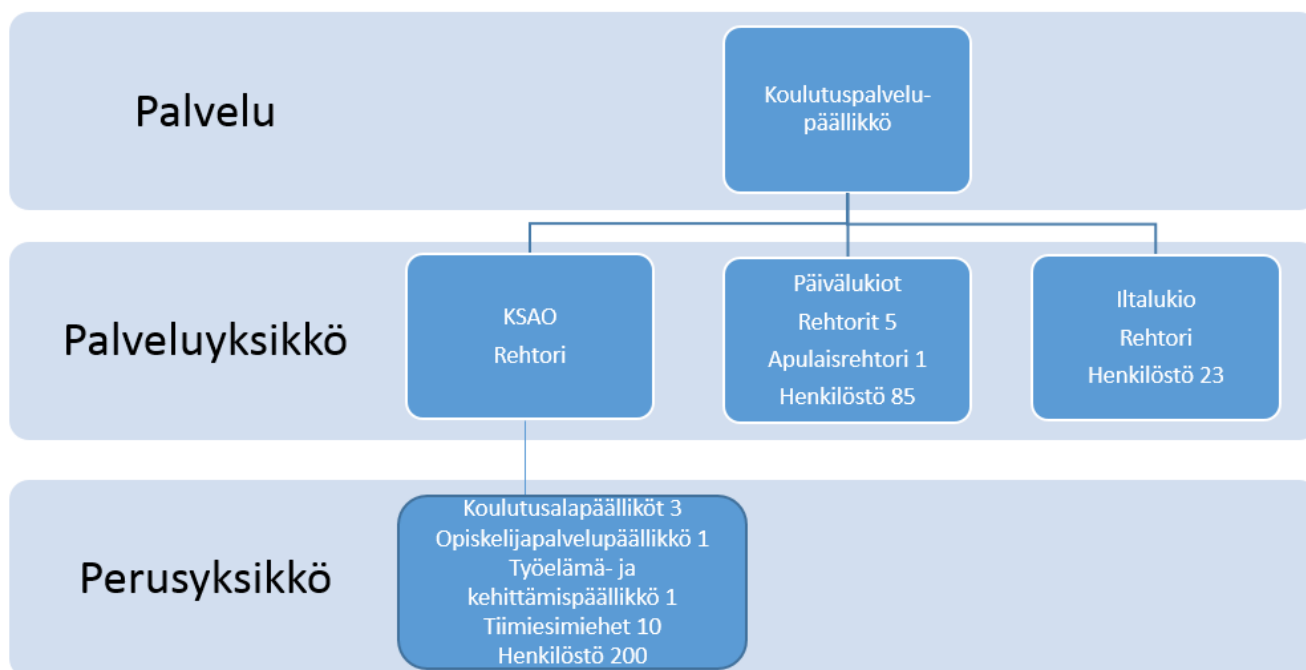 Palvelu
Koulutuspalvelu-
päällikkö
Palveluyksikkö
KSAO
Rehtori
Päivälukiot
Rehtorit 5
Apulaisrehtori 1
Henkilöstö 85
Iltalukio
Rehtori
Henkilöstö 23
Perusyksikkö
Koulutusalapäälliköt 3
Opiskelijapalvelupäällikkö 1
Työelämä- ja
kehittämispäällikkö 1
Tiimiesimiehet 10
Henkilöstö 200